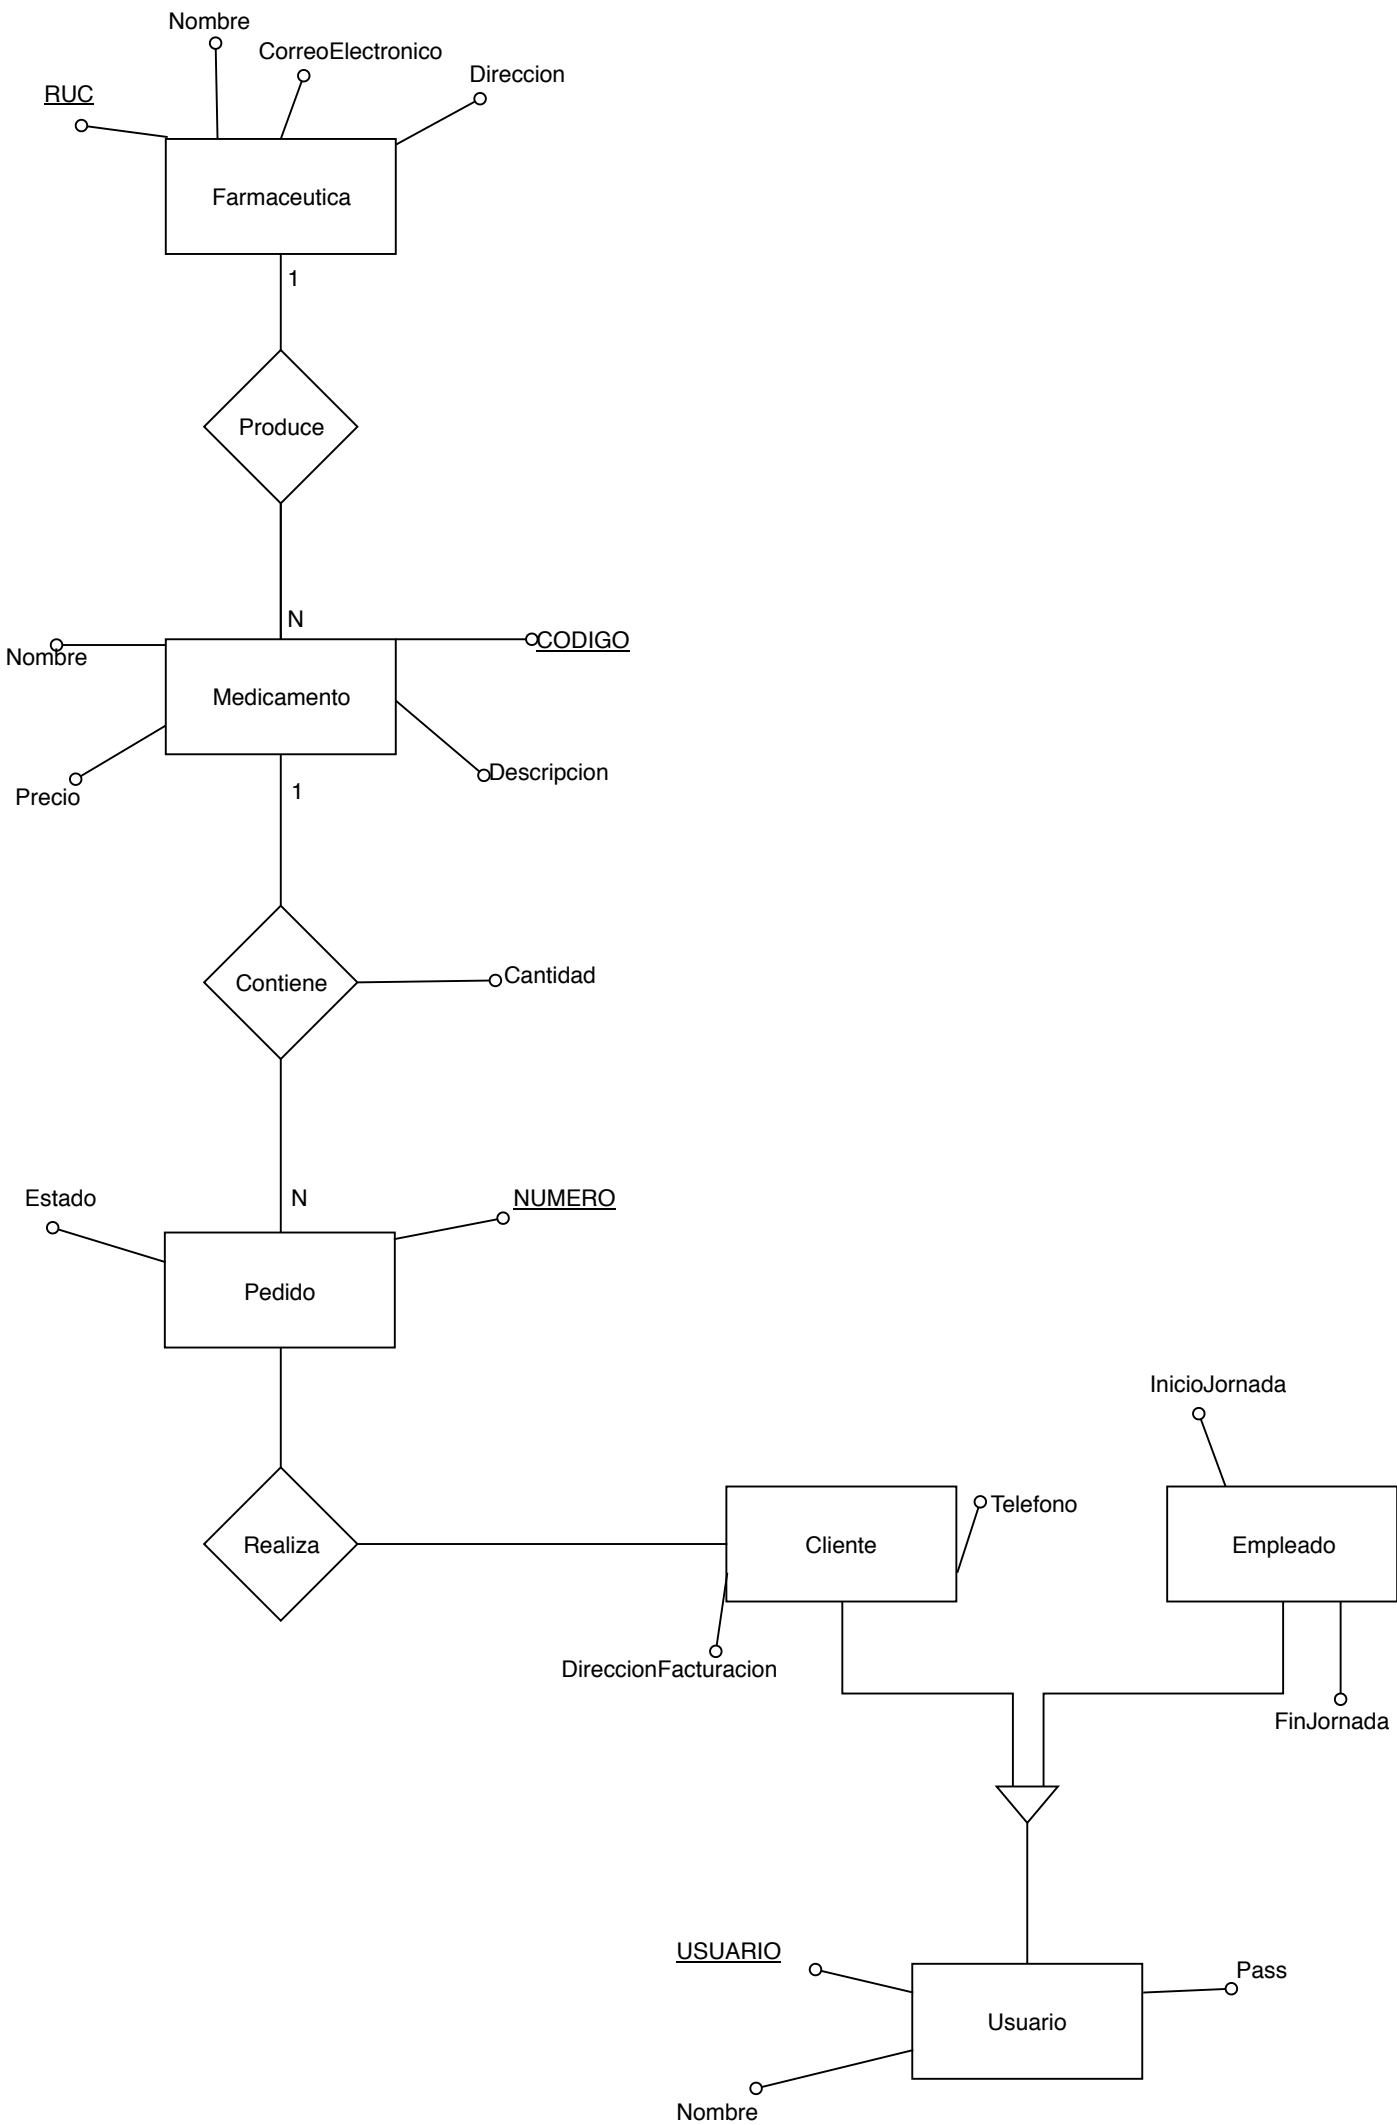 Nombre
CorreoElectronico
Direccion
RUC
Farmaceutica
1
Produce
N
CODIGO
Nombre
Medicamento
Descripcion
Precio
1
Cantidad
Contiene
Estado
N
NUMERO
Pedido
InicioJornada
Telefono
Realiza
Cliente
Empleado
DireccionFacturacion
FinJornada
USUARIO
Pass
Usuario
Nombre